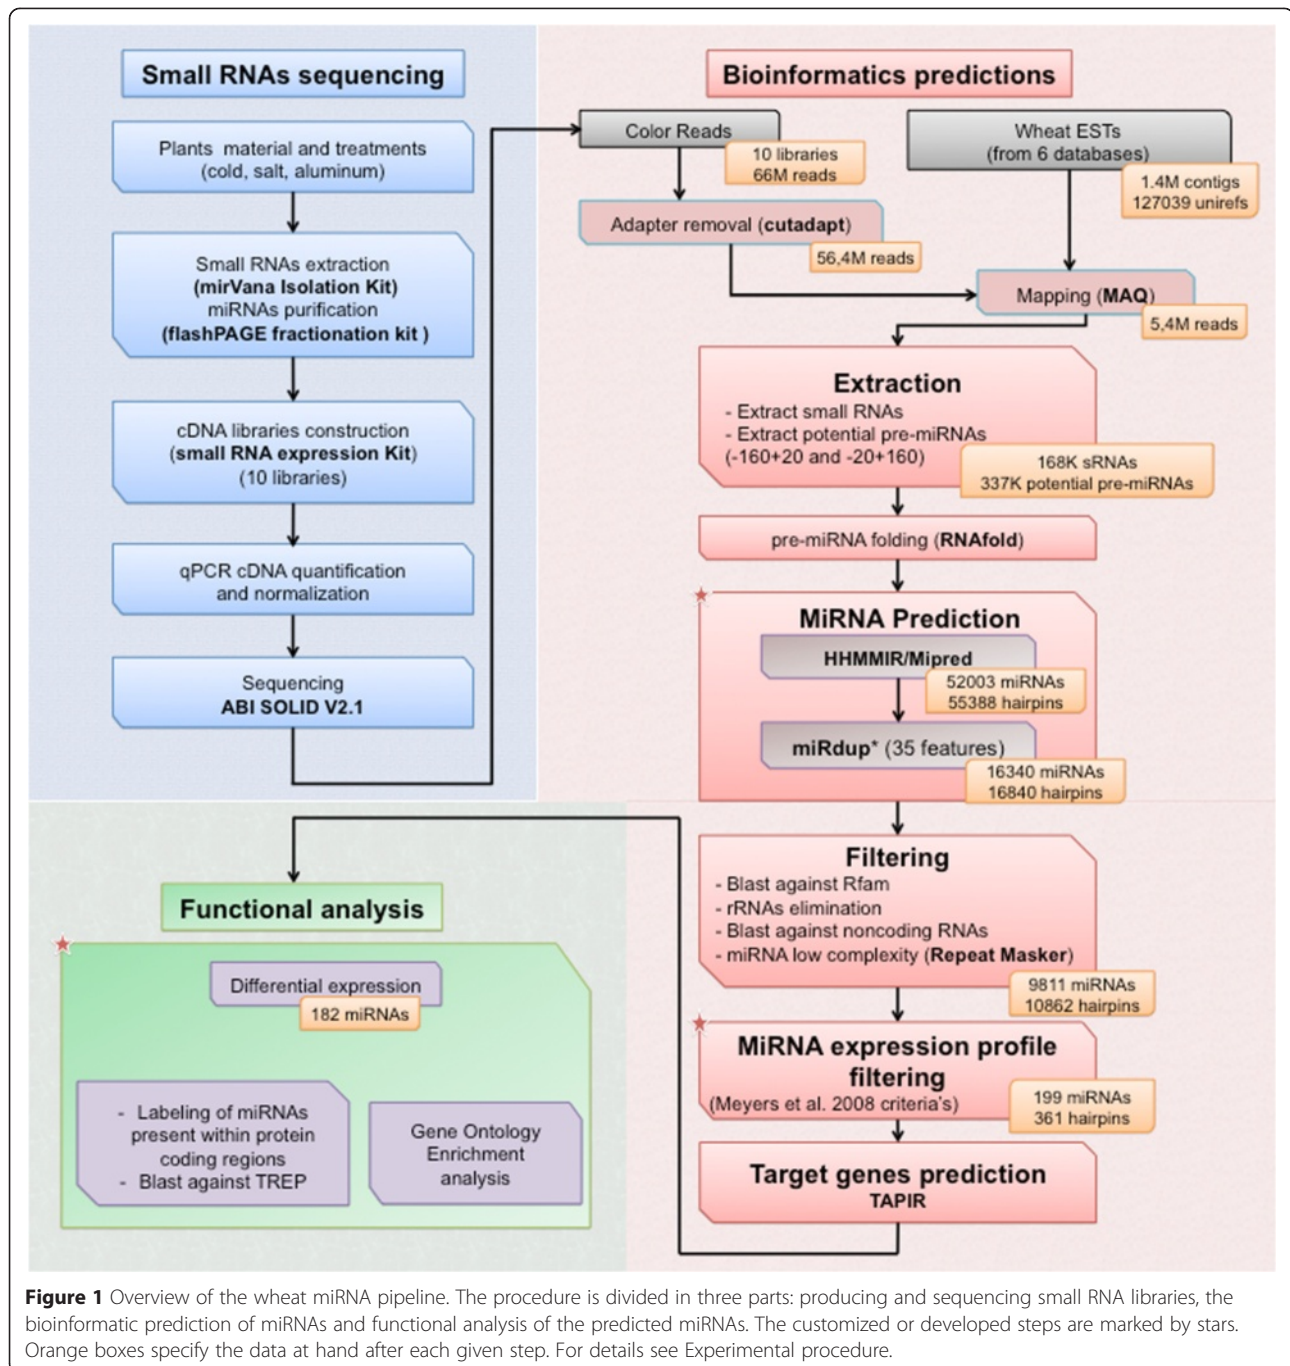 Small RNAs sequencing
Plants material and treatments
(cold, salt, aluminum)
Small RNAs extraction
(mirVana Isolation Kit)
miRNAs purification
(flashPAGE fractionation kit )
cDNA libraries construction
(small RNA expression Kit)
(10 libraries)
qPCR cDNA quantification
and normalization
Sequencing
ABI SOLID V2.1
Bioinformatics predictions
Color Reads
10 libraries
66M reads
Wheat ESTs
(from 6 databases)
1.4M contigs
127039 unirefs
Adapter removal (cutadapt)
56,4M reads
Mapping (MAQ)
5,4M reads
Extraction
- Extract small RNAs
- Extract potential pre-miRNAs
(-160+20 and -20+160)
168K sRNAs
337K potential pre-miRNAs
pre-miRNA folding (RNAfold)
MiRNA Prediction
HHMMIR/Mipred
52003 miRNAs
55388 hairpins
miRdup* (35 features)
16340 miRNAs
16840 hairpins
Filtering
- Blast against Rfam
- rRNAs elimination
- Blast against noncoding RNAs
- miRNA low complexity (Repeat Masker)
9811 miRNAs
10862 hairpins
MiRNA expression profile
filtering
(Meyers et al. 2008 criteria's)
199 miRNAs
361 hairpins
Target genes prediction
TAPIR
Functional analysis
Differential expression
182 miRNAs
- Labeling of miRNAs
present within protein
coding regions
- Blast against TREP
Gene Ontology
Enrichment
analysis
Figure 1 Overview of the wheat miRNA pipeline. The procedure is divided in three parts: producing and sequencing small RNA libraries, the
bioinformatic prediction of miRNAs and functional analysis of the predicted miRNAs. The customized or developed steps are marked by stars.
Orange boxes specify the data at hand after each given step. For details see Experimental procedure.